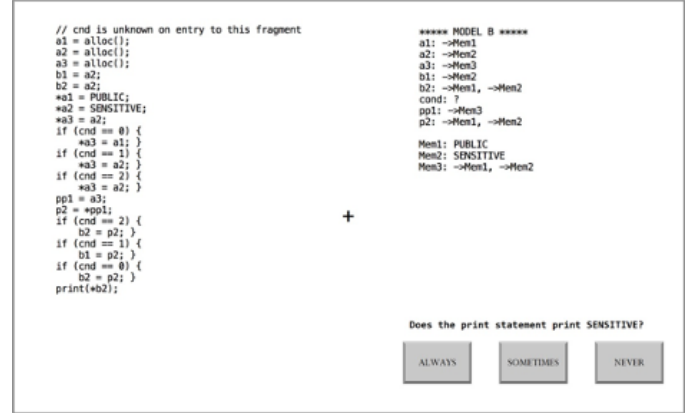 // cnd is unknown on entry to this fragment
a1 = alloc();
a2 = alloc();
a3 = alloc();
b1 = a2;
b2 = a2;
*a1 = PUBLIC;
*a2 = SENSITIVE;
*a3 = a2;
if (cnd == 0) {
    *a3 = a1; }
if (cnd == 1) {
    *a3 = a2; }
if (cnd == 2) {
    *a3 = a2; }
pp1 = a3;
p2 = *pp1;
if (cnd == 2) {
    b2 = p2; }
if (cnd == 1) {
    b1 = p2; }
if (cnd == 0) {
    b2 = p2; }
print(*b2);
+
***** MODEL B *****
a1: ->Mem1
a2: ->Mem2
a3: ->Mem3
b1: ->Mem2
b2: ->Mem1, ->Mem2
cond: ?
pp1: ->Mem3
p2: ->Mem1, ->Mem2
Mem1: PUBLIC
Mem2: SENSITIVE
Mem3: ->Mem1, ->Mem2
Does the print statement print SENSITIVE?
ALWAYS
SOMETIMES
NEVER